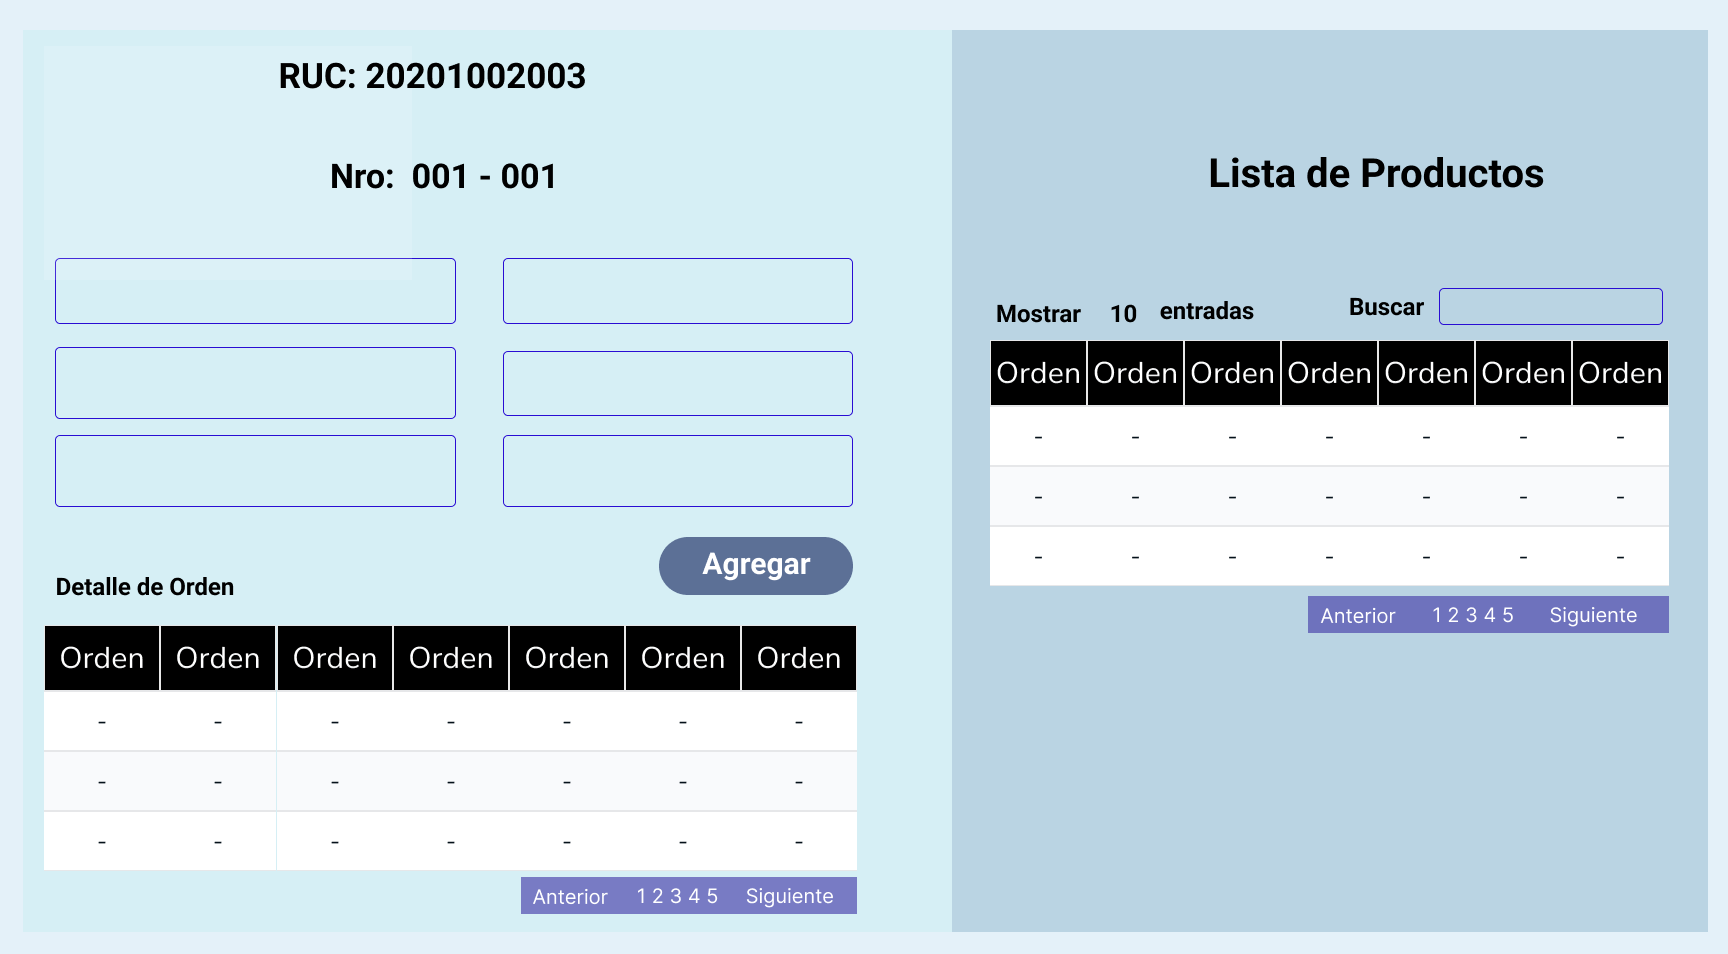 RUC: 20201002003
Nro: 001 - 001
Agregar
Detalle de Orden
Orden Orden Orden Orden Orden Orden Orden
- - - - - - -
- - - - - - -
- - - - - - -
Anterior 1 2 3 4 5 Siguiente
Lista de Productos
Mostrar 10 entradas Buscar
Orden Orden Orden Orden Orden Orden Orden
- - - - - - -
- - - - - - -
- - - - - - -
Anterior 1 2 3 4 5 Siguiente